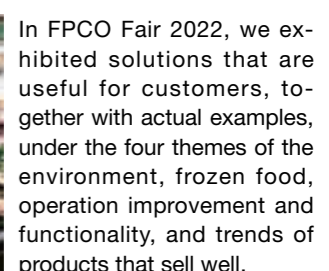 In FPCO Fair 2022, we ex-
hibited solutions that are
useful for customers, to-
gether with actual examples,
under the four themes of the
environment, frozen food,
operation improvement and
functionality, and trends of
products that sell well.